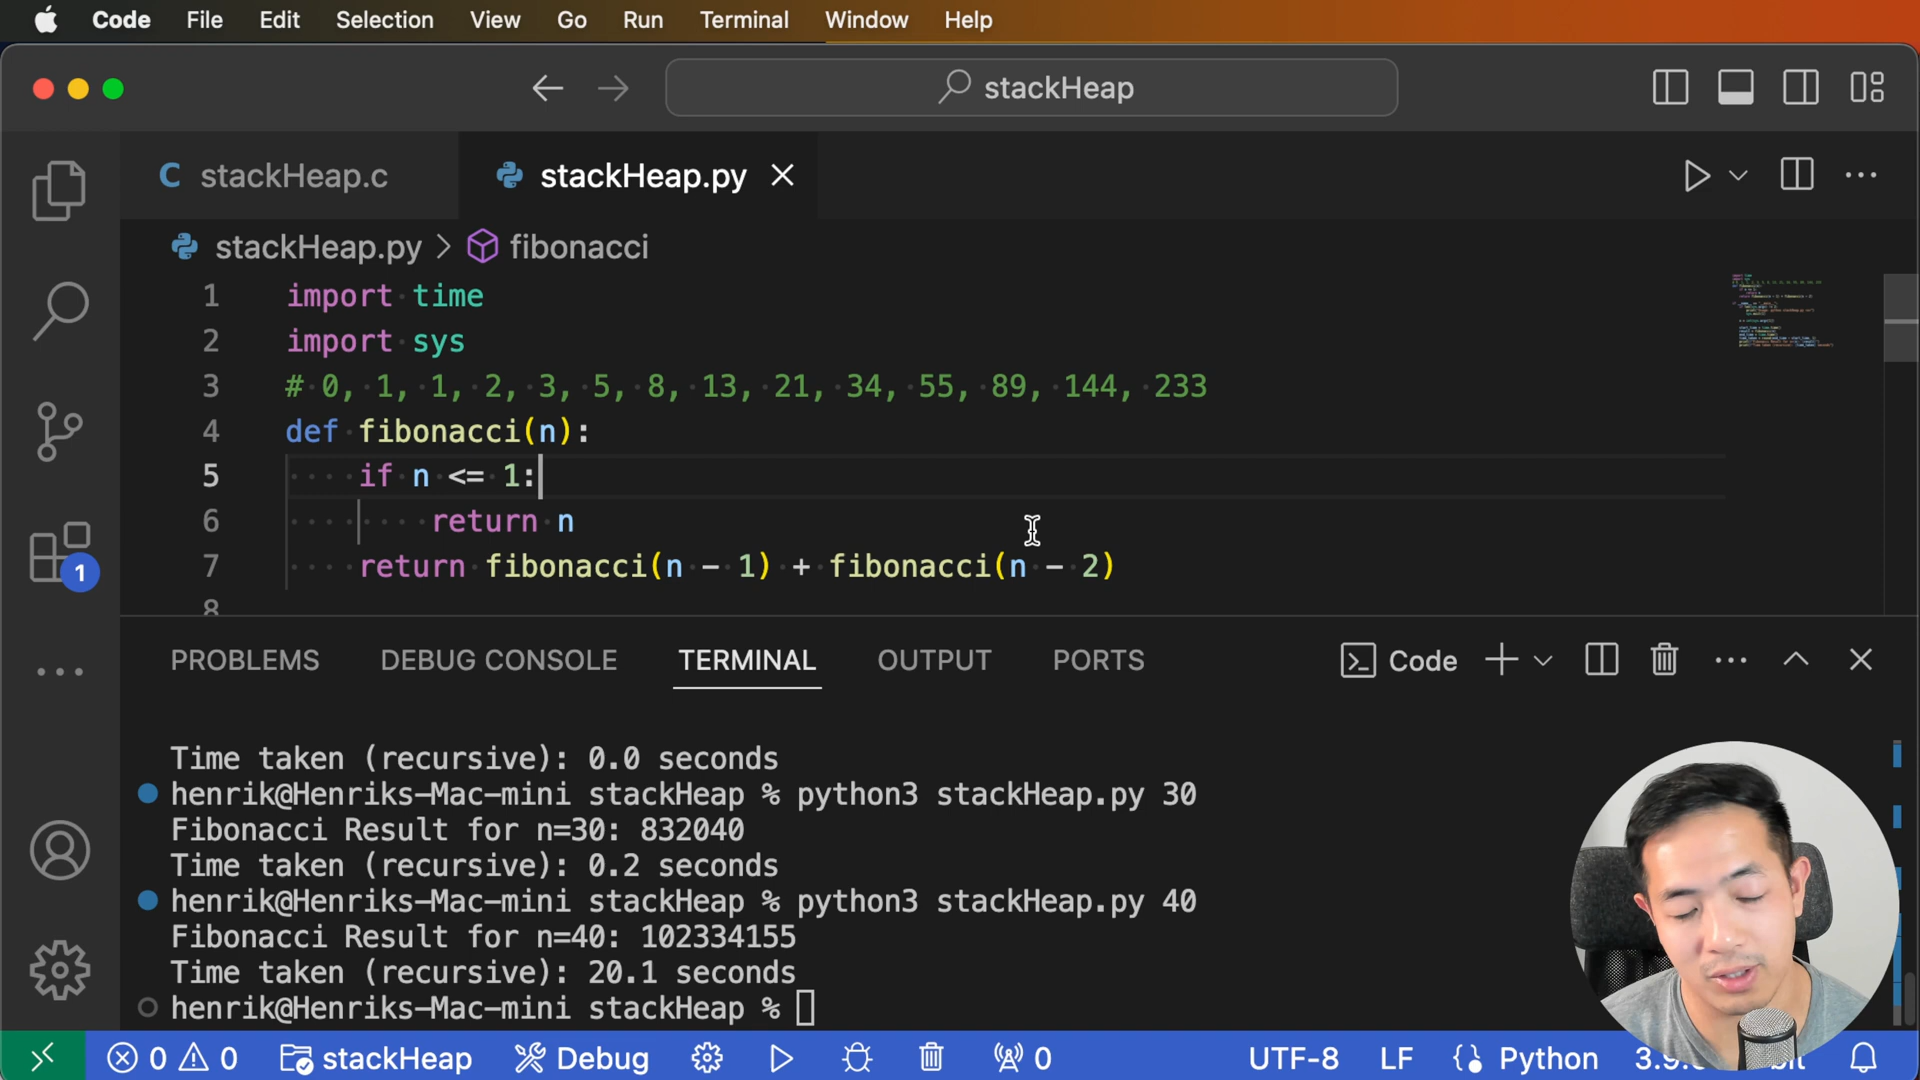 Code File Edit Selection View Go Run Terminal Window Help
stackHeap
C stackHeap.c stackHeap.py
stackHeap.py > fibonacci
1 import time
2 import sys
3 # 0, 1, 1, 2, 3, 5, 8, 13, 21, 34, 55, 89, 144, 233
4 def fibonacci(n):
5 if n <= 1:
6 return n
7 return fibonacci(n - 1) + fibonacci(n - 2)
8
1
PROBLEMS DEBUG CONSOLE TERMINAL OUTPUT PORTS Code
Time taken (recursive): 0.0 seconds
henrik@Henriks-Mac-mini stackHeap % python3 stackHeap.py 30
Fibonacci Result for n=30: 832040
Time taken (recursive): 0.2 seconds
henrik@Henriks-Mac-mini stackHeap % python3 stackHeap.py 40
Fibonacci Result for n=40: 102334155
Time taken (recursive): 20.1 seconds
henrik@Henriks-Mac-mini stackHeap %
0 0 stackHeap Debug 0 UTF-8 LF Python